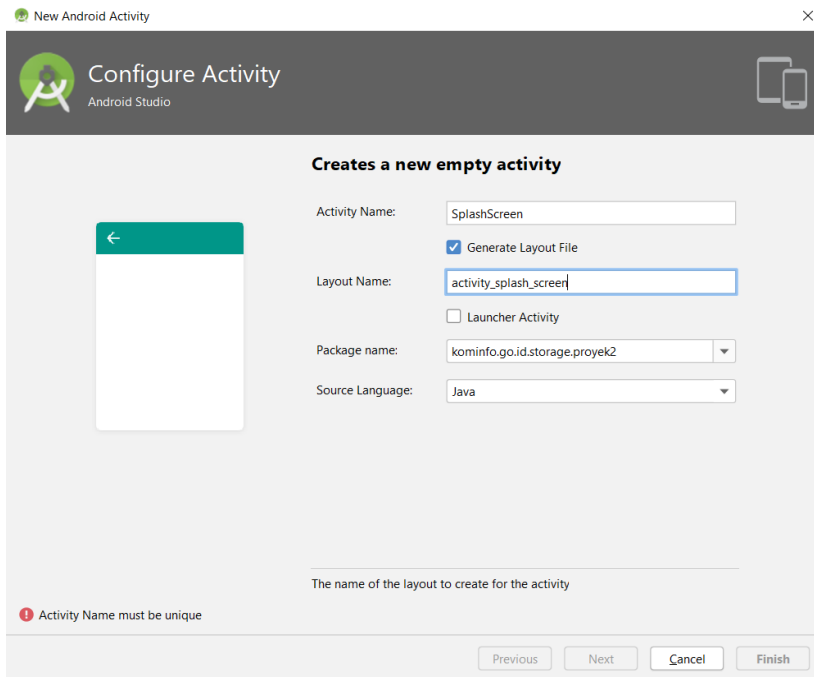 New Android Activity
Configure Activity
Android Studio
Creates a new empty activity
Activity Name:
SplashScreen
Generate Layout File
Layout Name:
activity_splash_screen
Launcher Activity
Package name:
kominfo.go.id.storage.proyek2
Source Language:
Java
The name of the layout to create for the activity
Activity Name must be unique
Previous
Next
Cancel
Finish